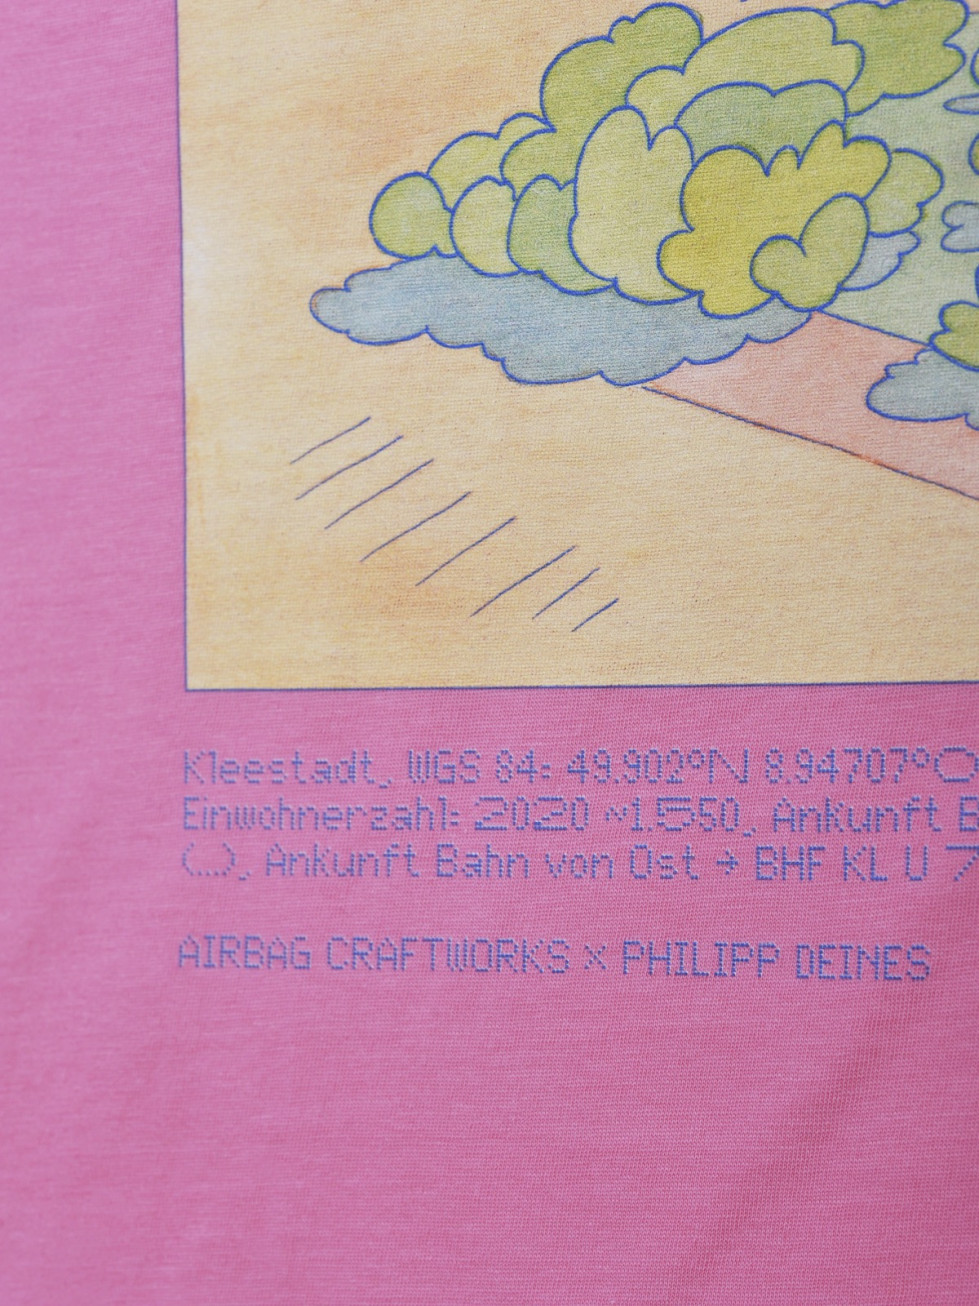 Kleestadt, WGS 84: 49.902°N 8.94707°O
Einwohnerzahl: 2020 ~1.550, Ankunft
(...), Ankunft Bahn von Ost → BHF KL U 7
AIRBAG CRAFTWORKS x PHILIPP DEINES